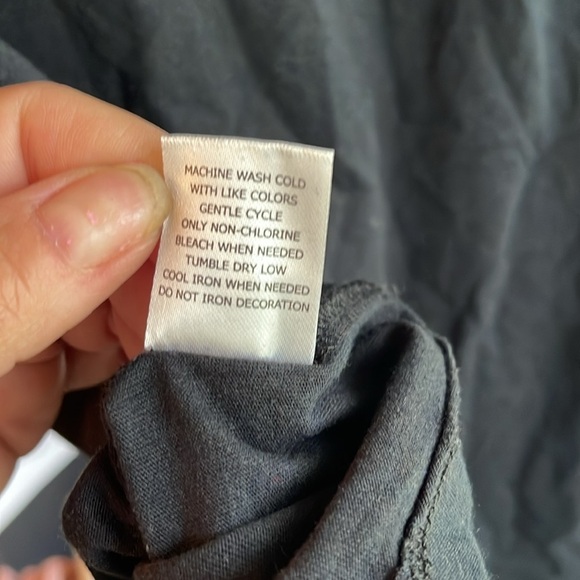 MACHINE WASH COLD
WITH LIKE COLORS
GENTLE CYCLE
ONLY NON-CHLORINE
BLEACH WHEN NEEDED
TUMBLE DRY LOW
COOL IRON WHEN NEEDED
DO NOT IRON DECORATION